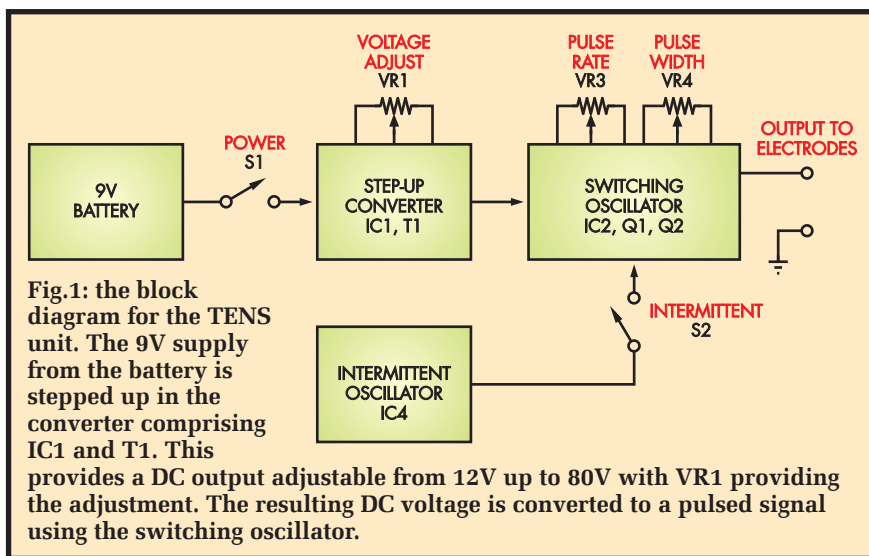 VOLTAGE
ADJUST
VR1
PULSE
RATE
VR3
PULSE
WIDTH
VR4
POWER
S1
OUTPUT TO
ELECTRODES
9V
BATTERY
STEP-UP
CONVERTER
IC1, T1
SWITCHING
OSCILLATOR
IC2, Q1, Q2
INTERMITTENT
S2
INTERMITTENT
OSCILLATOR
IC4
Fig.1: the block
diagram for the TENS
unit. The 9V supply
from the battery is
stepped up in the
converter comprising
IC1 and T1. This
provides a DC output adjustable from 12V up to 80V with VR1 providing
the adjustment. The resulting DC voltage is converted to a pulsed signal
using the switching oscillator.